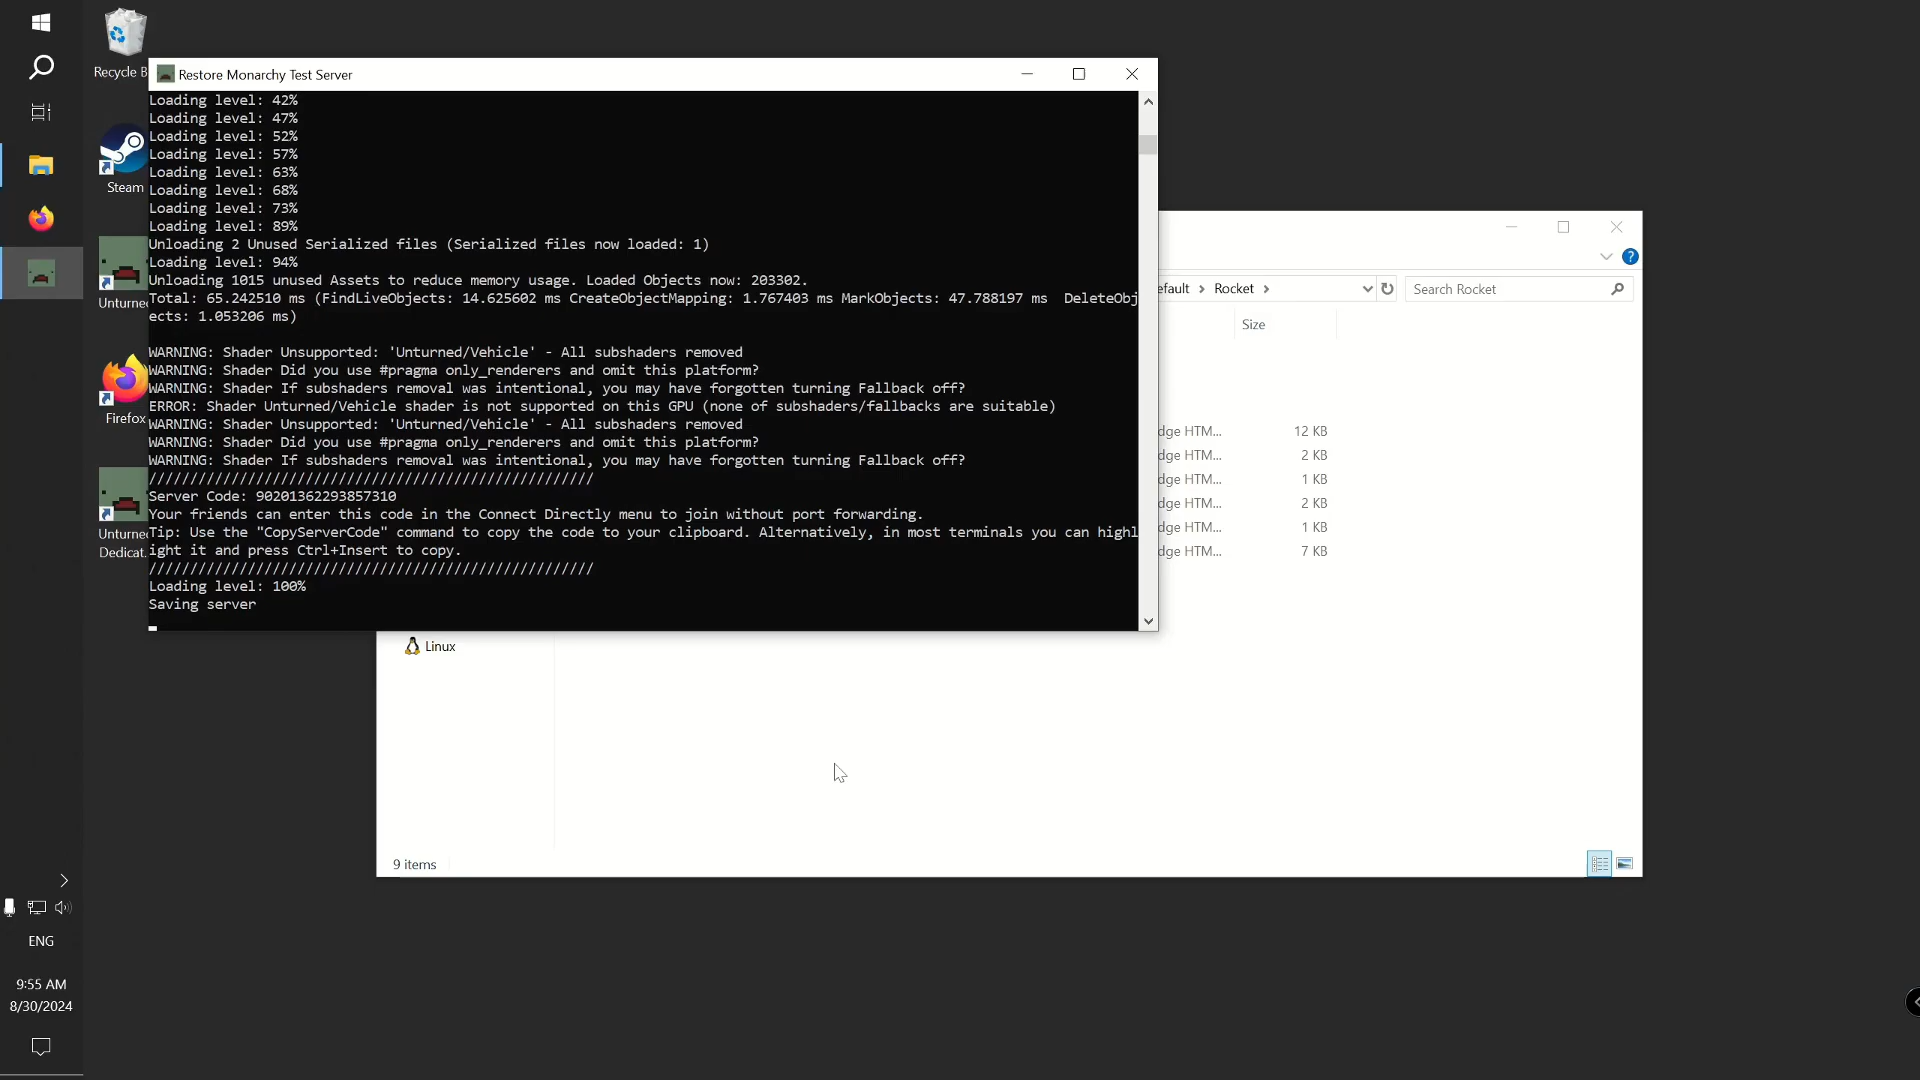 Recycle B
Restore Monarchy Test Server
Loading level: 42%
Loading level: 47%
Loading level: 52%
Loading level: 57%
Loading level: 63%
Loading level: 68%
Loading level: 73%
Loading level: 89%
Unloading 2 Unused Serialized files (Serialized files now loaded: 1)
Loading level: 94%
Unloading 1015 unused Assets to reduce memory usage. Loaded Objects now: 203302.
Total: 65.242510 ms (FindLiveObjects: 14.625602 ms CreateObjectMapping: 1.767403 ms MarkObjects: 47.788197 ms  DeleteObj
ects: 1.053206 ms)
WARNING: Shader Unsupported: 'Unturned/Vehicle' - All subshaders removed
WARNING: Shader Did you use #pragma only_renderers and omit this platform?
WARNING: Shader If subshaders removal was intentional, you may have forgotten turning Fallback off?
ERROR: Shader Unturned/Vehicle shader is not supported on this GPU (none of subshaders/fallbacks are suitable)
WARNING: Shader Unsupported: 'Unturned/Vehicle' - All subshaders removed
WARNING: Shader Did you use #pragma only_renderers and omit this platform?
WARNING: Shader If subshaders removal was intentional, you may have forgotten turning Fallback off?
//////////////////////////////////////////////////////
Server Code: 90201362293857310
Your friends can enter this code in the Connect Directly menu to join without port forwarding.
Tip: Use the "CopyServerCode" command to copy the code to your clipboard. Alternatively, in most terminals you can highl
ight it and press Ctrl+Insert to copy.
//////////////////////////////////////////////////////
Loading level: 100%
Saving server
Steam
Unturne
Firefox
Unturned
Dedicat.
efault > Rocket >
Search Rocket
Size
dge HTM... 12 KB
dge HTM... 2 KB
dge HTM... 1 KB
dge HTM... 2 KB
dge HTM... 1 KB
dge HTM... 7 KB
Linux
9 items
ENG
9:55 AM
8/30/2024